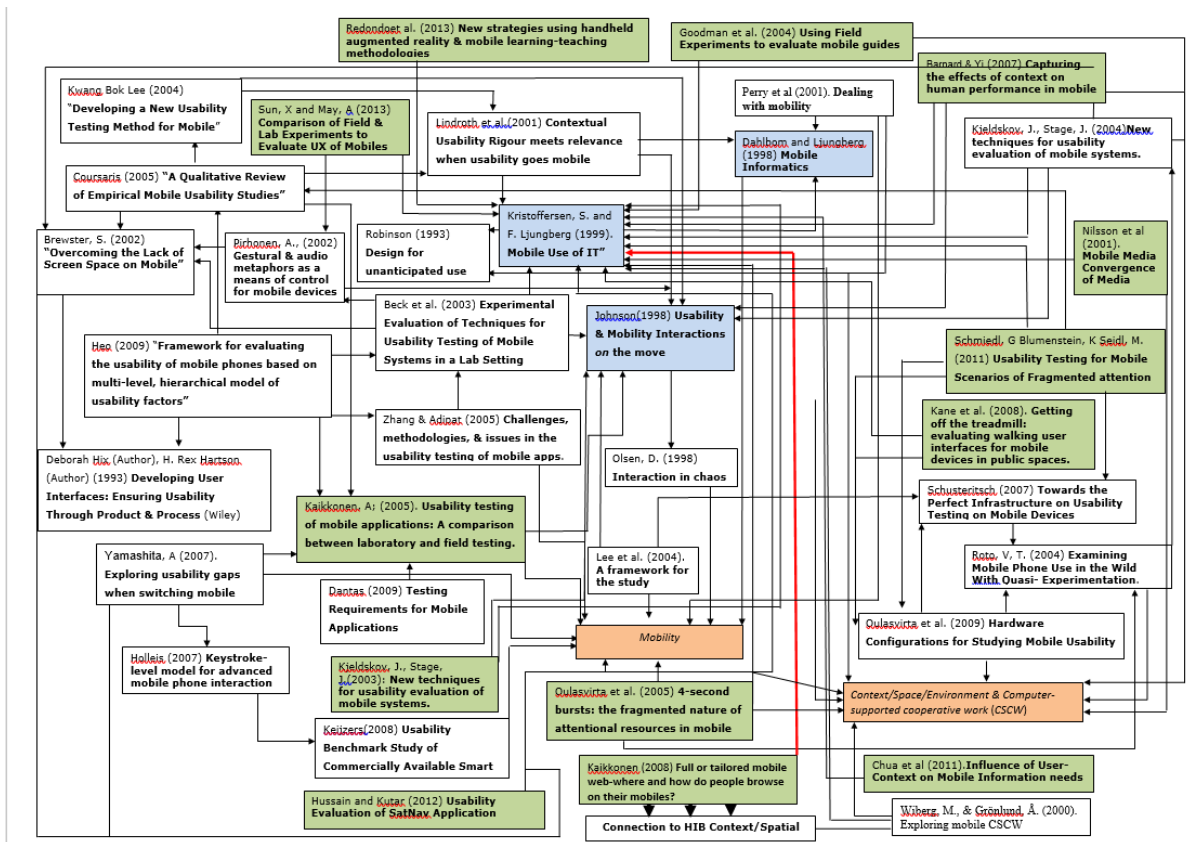 Redondoet al. (2013) New strategies using handheld
augmented reality & mobile learning-teaching
methodologies
Goodman et al. (2004) Using Field
Experiments to evaluate mobile guides
Barnard & Yi (2007) Capturing
the effects of context on
human performance in mobile
Kwang Bok Lee (2004)
“Developing a New Usability
Testing Method for Mobile”
Sun, X and May, A (2013)
Comparison of Field &
Lab Experiments to
Evaluate UX of Mobiles
Lindroth et al.(2001) Contextual
Usability Rigour meets relevance
when usability goes mobile
Perry et al (2001). Dealing
with mobility
Dahlbom and Ljungberg
(1998) Mobile
Informatics
Kjeldskov, J., Stage, J. (2004)New
techniques for usability
evaluation of mobile systems.
Coursaris (2005) “A Qualitative Review
of Empirical Mobile Usability Studies”
Brewster, S. (2002)
“Overcoming the Lack of
Screen Space on Mobile”
Pirhonen, A., (2002)
Gestural & audio
metaphors as a
means of control
for mobile devices
Robinson (1993)
Design for
unanticipated use
Kristoffersen, S. and
F. Ljungberg (1999).
Mobile Use of IT”
Nilsson et al
(2001).
Mobile Media
Convergence
of Media
Beck et al. (2003) Experimental
Evaluation of Techniques for
Usability Testing of Mobile
Systems in a Lab Setting
Johnson(1998) Usability
& Mobility Interactions
on the move
Heo (2009) “Framework for evaluating
the usability of mobile phones based on
multi-level, hierarchical model of
usability factors”
Schmiedl, G Blumenstein, K Seidl, M.
(2011) Usability Testing for Mobile
Scenarios of Fragmented attention
Zhang & Adipat (2005) Challenges,
methodologies, & issues in the
usability testing of mobile apps.
Kane et al. (2008). Getting
off the treadmill:
evaluating walking user
interfaces for mobile
devices in public spaces.
Deborah Hix (Author), H. Rex Hartson
(Author) (1993) Developing User
Interfaces: Ensuring Usability
Through Product & Process (Wiley)
Olsen, D. (1998)
Interaction in chaos
Schusteritsch (2007) Towards the
Perfect Infrastructure on Usability
Testing on Mobile Devices
Kaikkonen, A; (2005). Usability testing
of mobile applications: A comparison
between laboratory and field testing.
Yamashita, A (2007).
Exploring usability gaps
when switching mobile
Lee et al. (2004).
A framework for
the study
Roto, V, T. (2004) Examining
Mobile Phone Use in the Wild
With Quasi- Experimentation.
Dantas (2009) Testing
Requirements for Mobile
Applications
Mobility
Oulasvirta et al. (2009) Hardware
Configurations for Studying Mobile Usability
Holleis (2007) Keystroke-
level model for advanced
mobile phone interaction
Kjeldskov, J., Stage,
J.(2003): New techniques
for usability evaluation of
mobile systems.
Oulasvirta et al. (2005) 4-second
bursts: the fragmented nature of
attentional resources in mobile
Context/Space/Environment & Computer-
supported cooperative work (CSCW)
Keijzers(2008) Usability
Benchmark Study of
Commercially Available Smart
Kaikkonen (2008) Full or tailored mobile
web-where and how do people browse
on their mobiles?
Chua et al (2011).Influence of User-
Context on Mobile Information needs
Hussain and Kutar (2012) Usability
Evaluation of SatNav Application
Connection to HIB Context/Spatial
Wiberg, M., & Grönlund, Å. (2000).
Exploring mobile CSCW